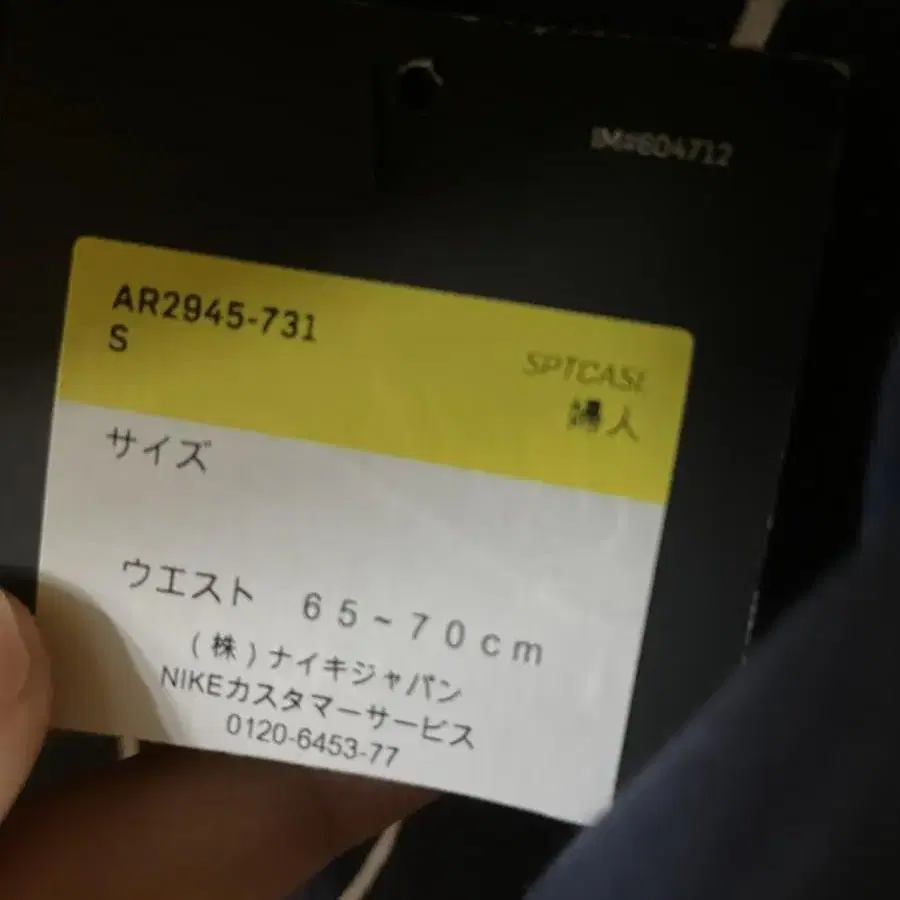 IM#604712
AR2945-731
S
SPTCASL
婦人
サイズ
ウエスト 65~70cm
(株)ナイキジャパン
NIKEカスタマーサービス
0120-6453-77